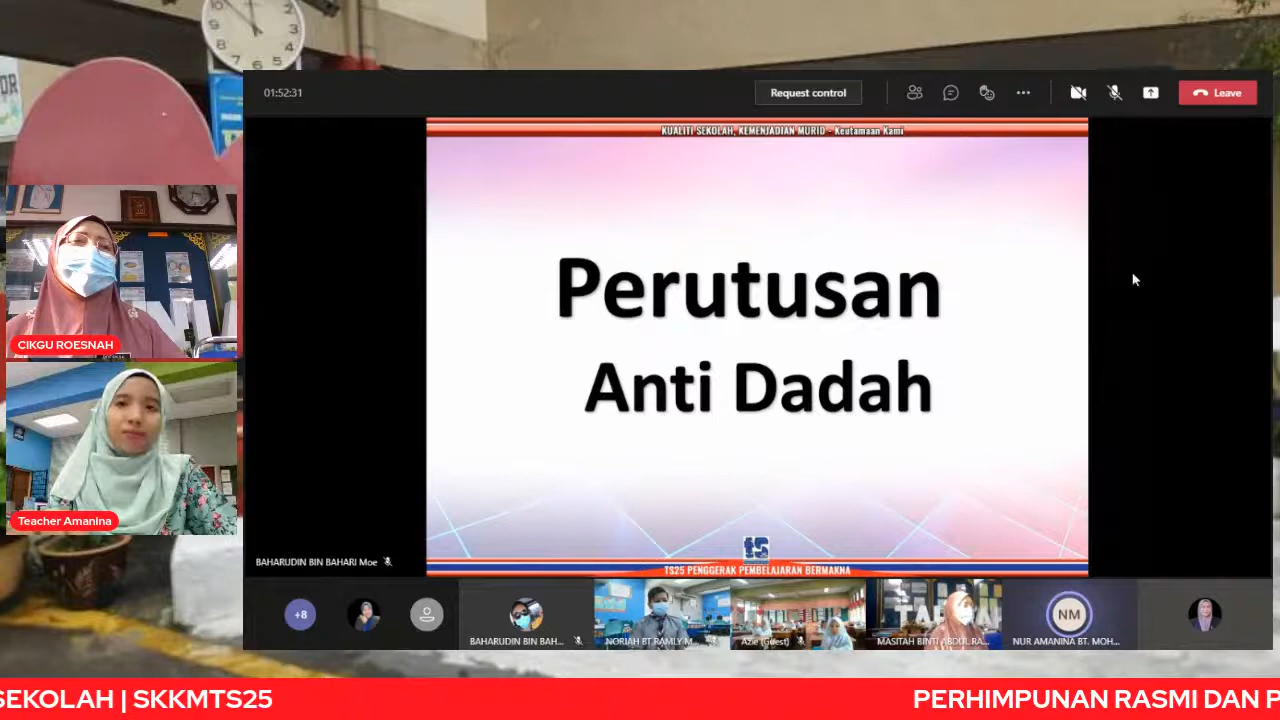 01:52:31
Request control
Leave
KUALITI SEKOLAH, KEMENJADIAN MURID - Keutamaan Kami
Perutusan
Anti Dadah
CIKGU ROESNAH
Teacher Amanina
BAHARUDIN BIN BAHARI Moe
ts
TS25 PENGGERAK PEMBELAJARAN BERMAKNA
+8
BAHARUDIN BIN BAH...
NORIAH BT RAMLY M...
Azie (Guest)
MASITAH BINTI ABDUL RA...
NM
NUR AMANINA BT. MOH...
SEKOLAH | SKKMTS25
PERHIMPUNAN RASMI DAN P